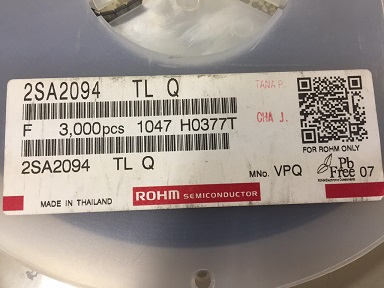 2SA2094 TL Q
TANA R.
F 3,000pcs 1047 H0377T
CHA J.
FOR ROHM ONLY
2SA2094 TL Q
MNo. VPQ
Pb
Free 07
MADE IN THAILAND
ROHM SEMICONDUCTOR